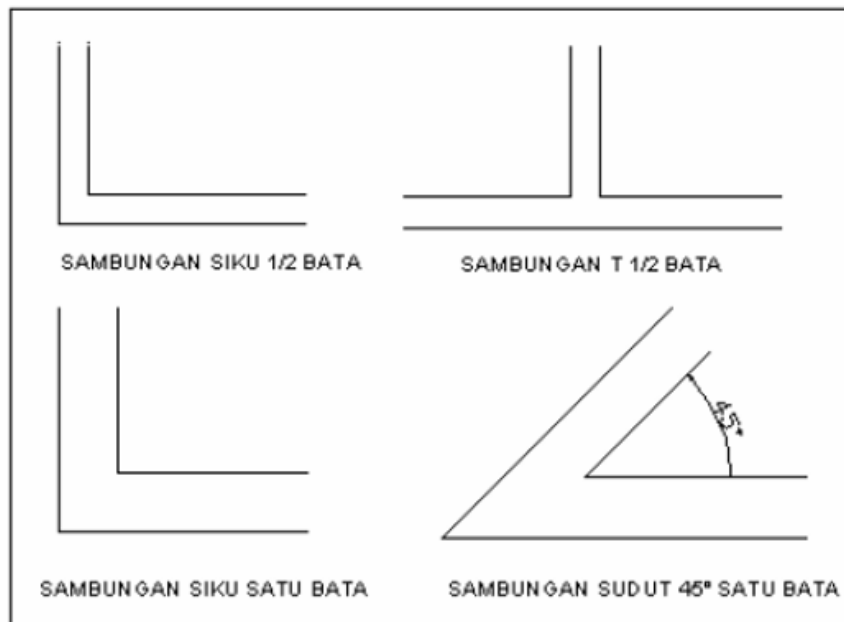 SAMBUNGAN SIKU 1/2 BATA
SAMBUNGAN T 1/2 BATA
45°
SAMBUNGAN SIKU SATU BATA
SAMBUNGAN SUDUT 45° SATU BATA